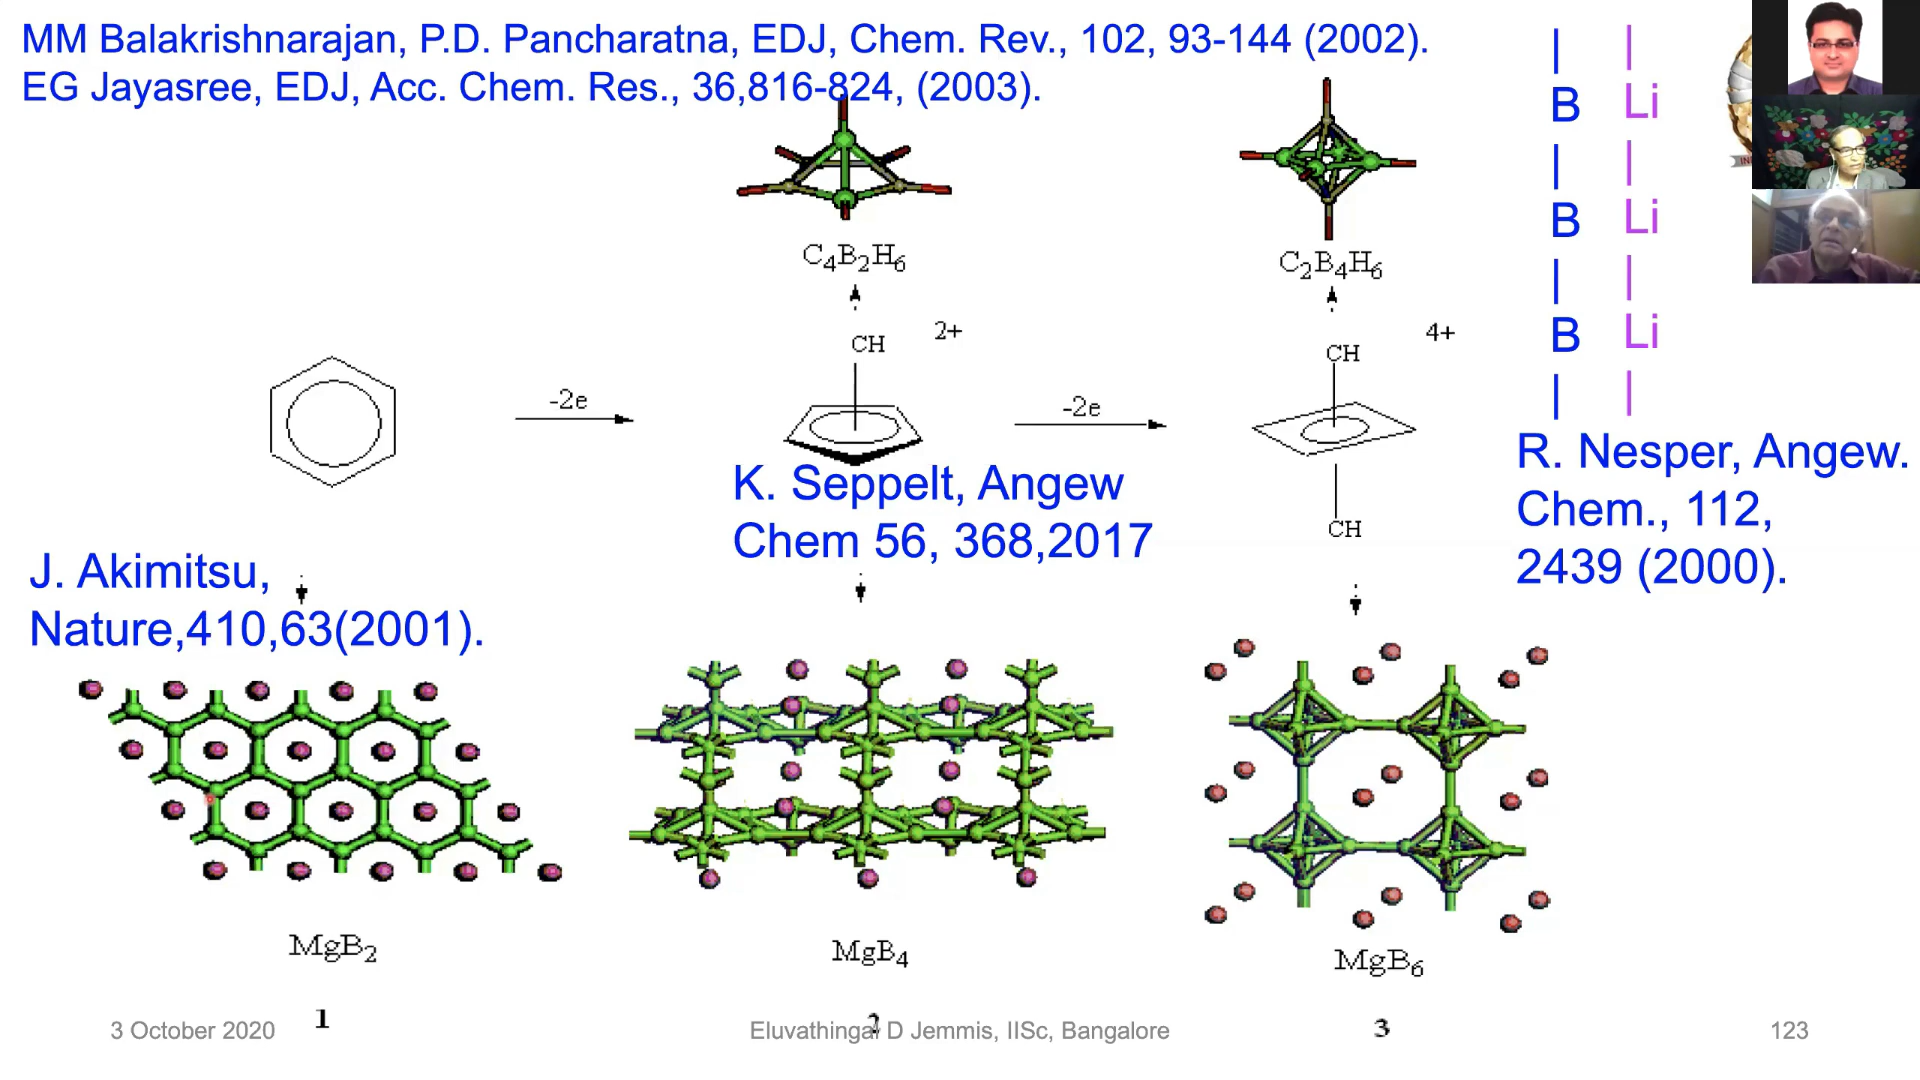 MM Balakrishnarajan, P.D. Pancharatna, EDJ, Chem. Rev., 102, 93-144 (2002).
EG Jayasree, EDJ, Acc. Chem. Res., 36,816-824, (2003).
B Li
B Li
B Li
C4B2H6
C2B4H6
CH 2+
CH 4+
-2e
-2e
CH
K. Seppelt, Angew
Chem 56, 368,2017
R. Nesper, Angew.
Chem., 112,
2439 (2000).
J. Akimitsu,
Nature,410,63(2001).
MgB2
MgB4
MgB6
1
2
3
3 October 2020
Eluvathingal D Jemmis, IISc, Bangalore
123